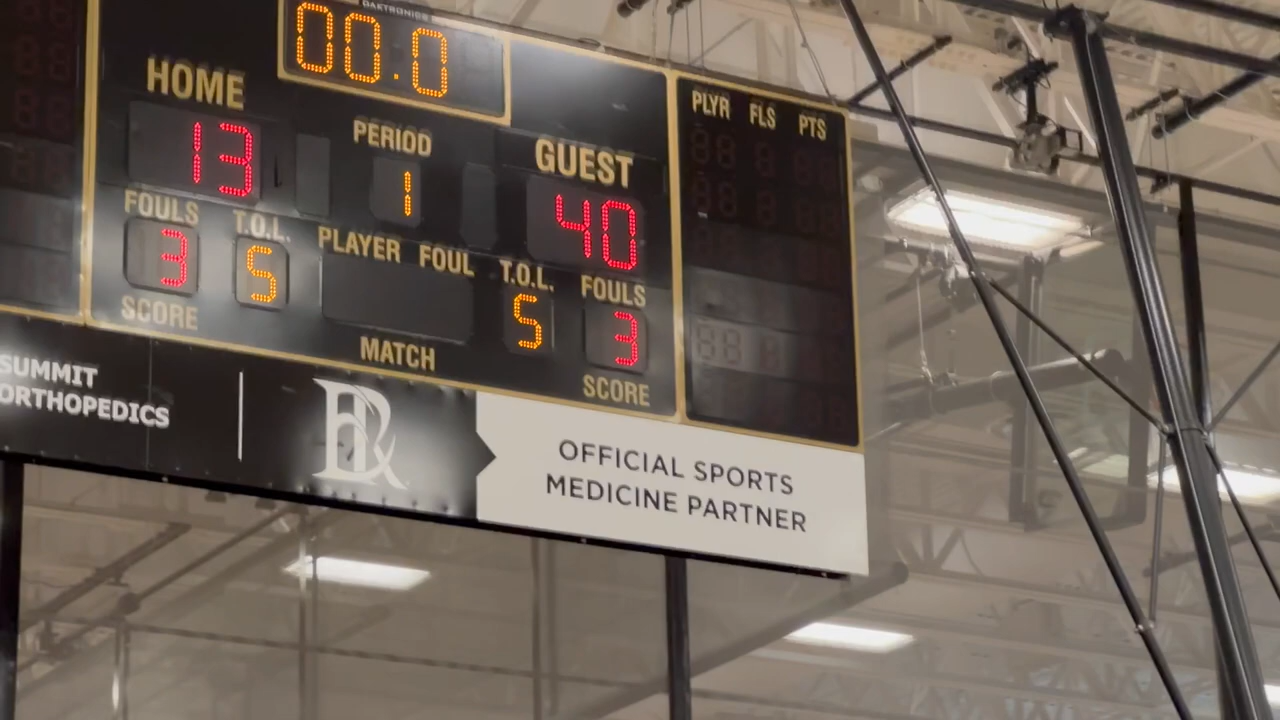 DAKTRONICS
00.0
HOME
13
PERIOD
1
GUEST
40
PLYR FLS PTS
FOULS
3
T.O.L.
5
PLAYER FOUL
T.O.L.
5
FOULS
3
SCORE
MATCH
SCORE
SUMMIT
ORTHOPEDICS
OFFICIAL SPORTS
MEDICINE PARTNER